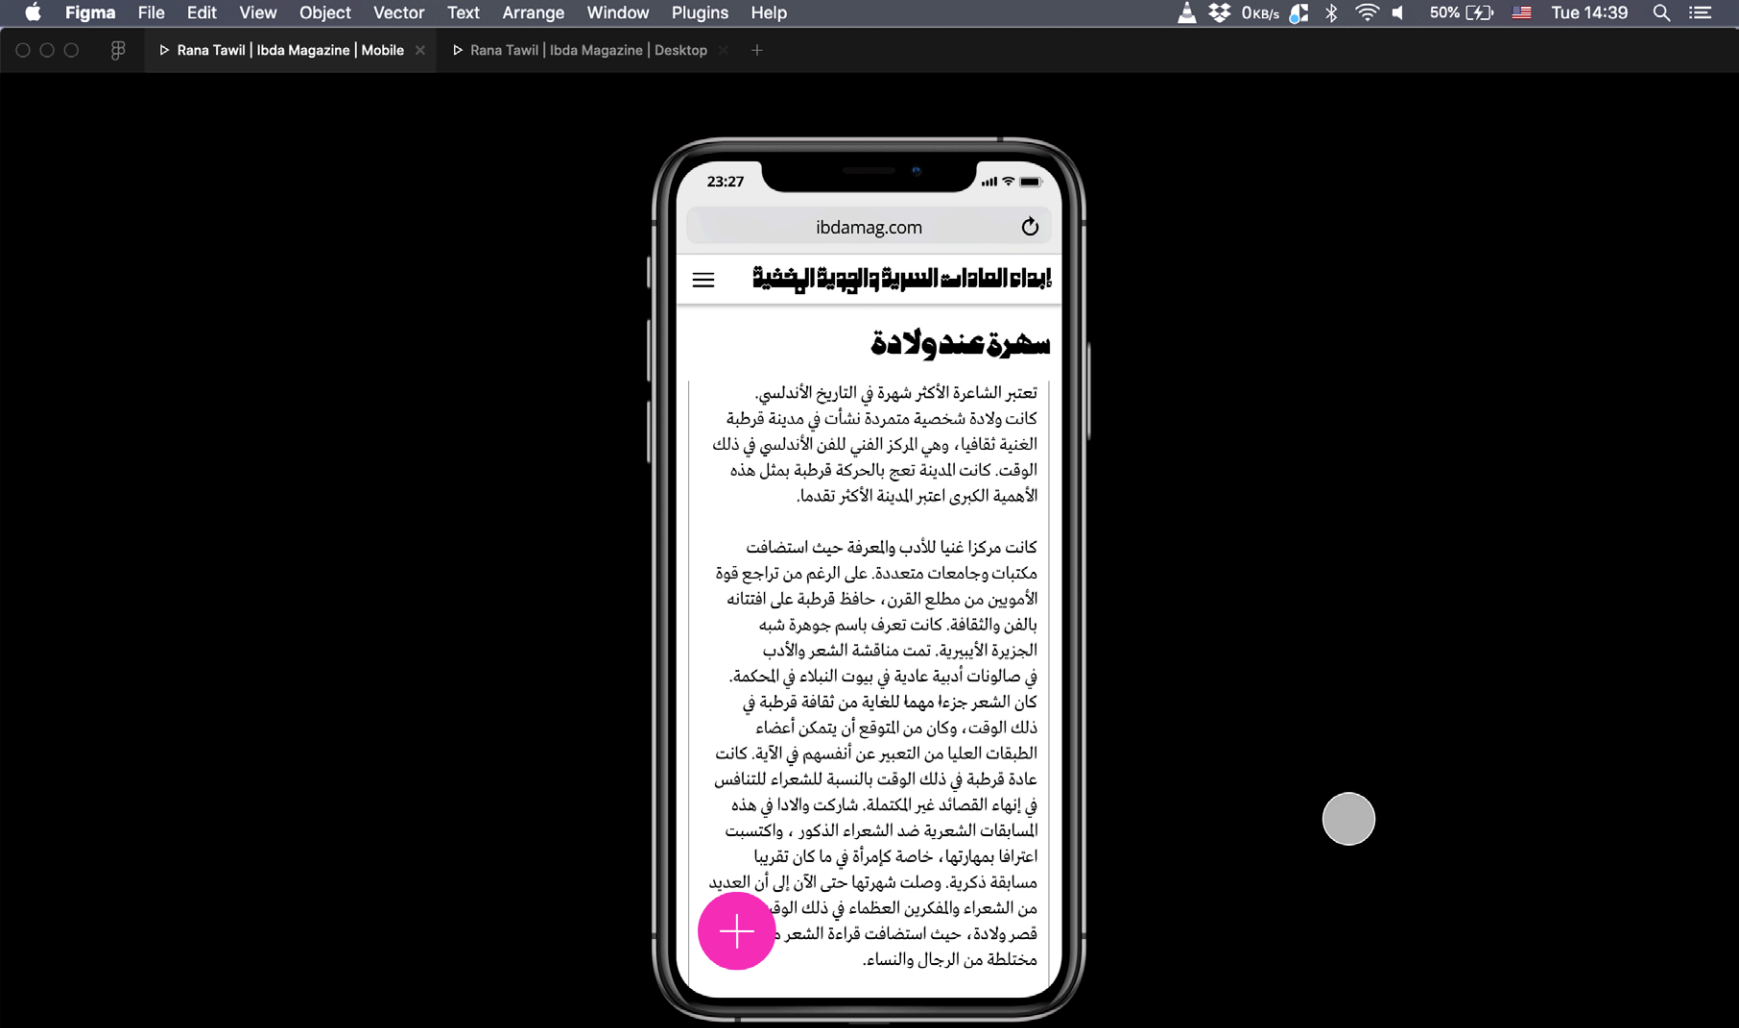 Figma File Edit View Object Vector Text Arrange Window Plugins Help 0KB/s 50% Tue 14:39
Rana Tawil | Ibda Magazine | Mobile Rana Tawil | Ibda Magazine | Desktop
23:27
ibdamag.com
إبداء العادات السرية والجدية الخفية
سهرة عند ولادة
تعتبر الشاعرة الأكثر شهرة في التاريخ الأندلسي.
كانت ولادة شخصية متمردة نشأت في مدينة قرطبة
الغنية ثقافيا، وهي المركز الفني للفن الأندلسي في ذلك
الوقت. كانت المدينة تعج بالحركة قرطبة بمثل هذه
الأهمية الكبرى اعتبر المدينة الأكثر تقدما.
كانت مركزا غنيا للأدب والمعرفة حيث استضافت
مكتبات وجامعات متعددة. على الرغم من تراجع قوة
الأمويين من مطلع القرن، حافظ قرطبة على افتتانه
بالفن والثقافة. كانت تعرف باسم جوهرة شبه
الجزيرة الأيبيرية. تمت مناقشة الشعر والأدب
في صالونات أدبية عادية في بيوت النبلاء في المحكمة.
كان الشعر جزءا مهما للغاية من ثقافة قرطبة في
ذلك الوقت، وكان من المتوقع أن يتمكن أعضاء
الطبقات العليا من التعبير عن أنفسهم في الآية. كانت
عادة قرطبة في ذلك الوقت بالنسبة للشعراء للتنافس
في إنهاء القصائد غير المكتملة. شاركت والادا في هذه
المسابقات الشعرية ضد الشعراء الذكور ، واكتسبت
اعترافا بمهارتها، خاصة كإمرأة في ما كان تقريبا
مسابقة ذكرية. وصلت شهرتها حتى الآن إلى أن العديد
من الشعراء والمفكرين العظماء في ذلك
قصر ولادة، حيث استضافت قراءة الشعر
مختلطة من الرجال والنساء.